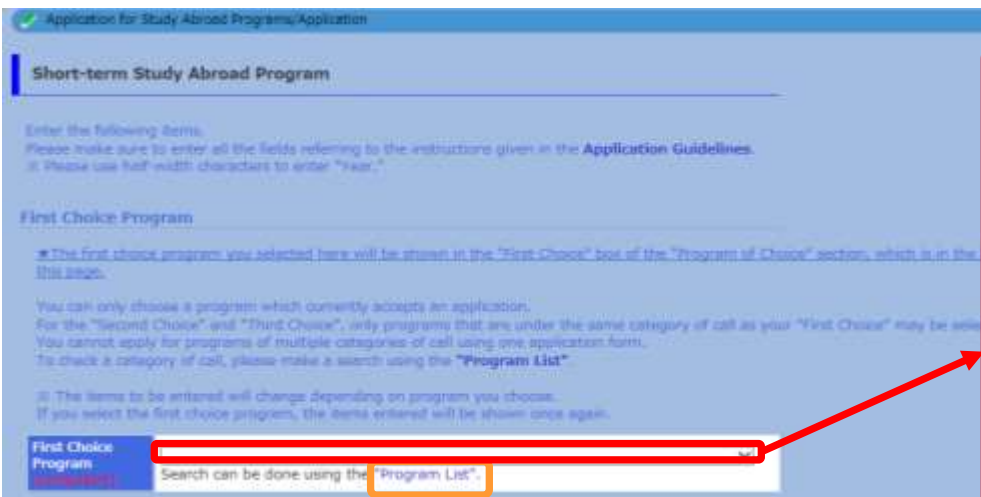 Application for Study Abroad Programs/Application
Short-term Study Abroad Program
Enter the following items.
Please make sure to enter all the fields referring to the instructions given in the Application Guidelines.
※ Please use half-width characters to enter "Year."
First Choice Program
★The first choice program you selected here will be shown in the "First Choice" box of the "Program of Choice" section, which is in the
this page.
You can only choose a program which currently accepts an application.
For the "Second Choice" and "Third Choice", only programs that are under the same category of call as your "First Choice" may be sele
You cannot apply for programs of multiple categories of call using one application form.
To check a category of call, please make a search using the "Program List"
※ The items to be entered will change depending on program you choose.
If you select the first choice program, the items entered will be shown once again.
First Choice
Program
Search can be done using the "Program List".